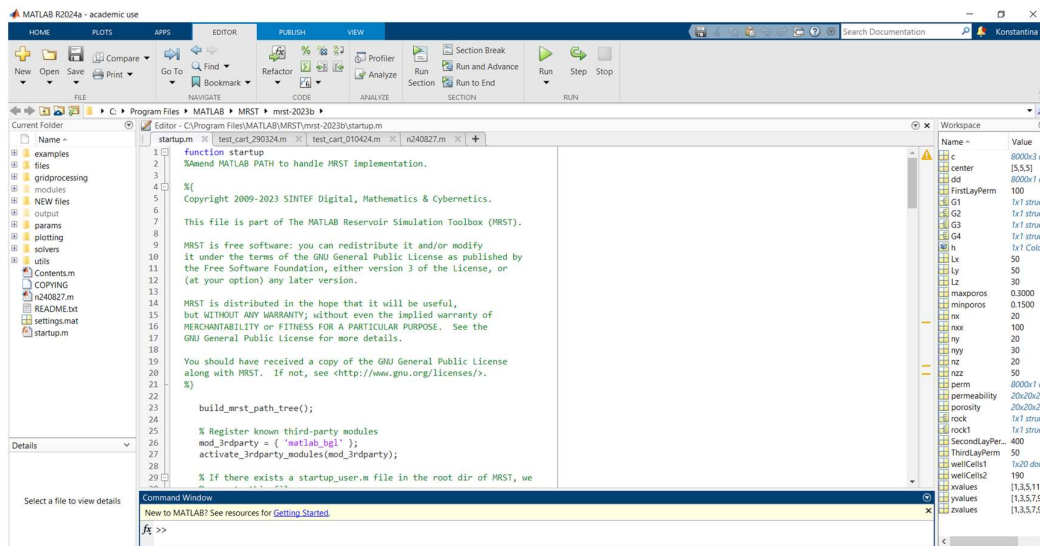 MATLAB R2024a - academic use
HOME PLOTS APPS EDITOR PUBLISH VIEW
Search Documentation
Konstantina
New Open Save Compare Print
Go To Find Bookmark
Refactor
Profiler
Analyze
Run Section
Section Break
Run and Advance
Run to End
Run Step Stop
FILE NAVIGATE CODE ANALYZE SECTION RUN
C: Program Files MATLAB MRST mrst-2023b
Current Folder
Name
examples
files
gridprocessing
modules
NEW files
output
params
plotting
solvers
utils
Contents.m
COPYING
n240827.m
README.txt
settings.mat
startup.m
Details
Select a file to view details
Editor - C:\Program Files\MATLAB\MRST\mrst-2023b\startup.m
startup.m test_cart_290324.m test_cart_010424.m n240827.m
1 function startup
2 %Amend MATLAB PATH to handle MRST implementation.
3
4 %{
5 Copyright 2009-2023 SINTEF Digital, Mathematics & Cybernetics.
6
7 This file is part of The MATLAB Reservoir Simulation Toolbox (MRST).
8
9 MRST is free software: you can redistribute it and/or modify
10 it under the terms of the GNU General Public License as published by
11 the Free Software Foundation, either version 3 of the License, or
12 (at your option) any later version.
13
14 MRST is distributed in the hope that it will be useful,
15 but WITHOUT ANY WARRANTY; without even the implied warranty of
16 MERCHANTABILITY or FITNESS FOR A PARTICULAR PURPOSE. See the
17 GNU General Public License for more details.
18
19 You should have received a copy of the GNU General Public License
20 along with MRST. If not, see <http://www.gnu.org/licenses/>.
21 %}
22
23 build_mrst_path_tree();
24
25 % Register known third-party modules
26 mod_3rdparty = { 'matlab_bgl' };
27 activate_3rdparty_modules(mod_3rdparty);
28
29 % If there exists a startup_user.m file in the root dir of MRST, we
Command Window
New to MATLAB? See resources for Getting Started.
fx >>
Workspace
Name Value
c 8000x3
center [5,5,5]
dd 8000x1
FirstLayPerm 100
G1 1x1 stru
G2 1x1 stru
G3 1x1 stru
G4 1x1 stru
h 1x1 Colo
Lx 50
Ly 50
Lz 30
maxporos 0.3000
minporos 0.1500
nx 20
nxx 100
ny 20
nyy 30
nz 20
nzz 50
perm 8000x1
permeability 20x20x2
porosity 20x20x2
rock 1x1 stru
rock1 1x1 stru
SecondLayPer... 400
ThirdLayPerm 50
wellCells1 1x20 dou
wellCells2 190
xvalues [1,3,5,11
yvalues [1,3,5,7,9
zvalues [1,3,5,7,9